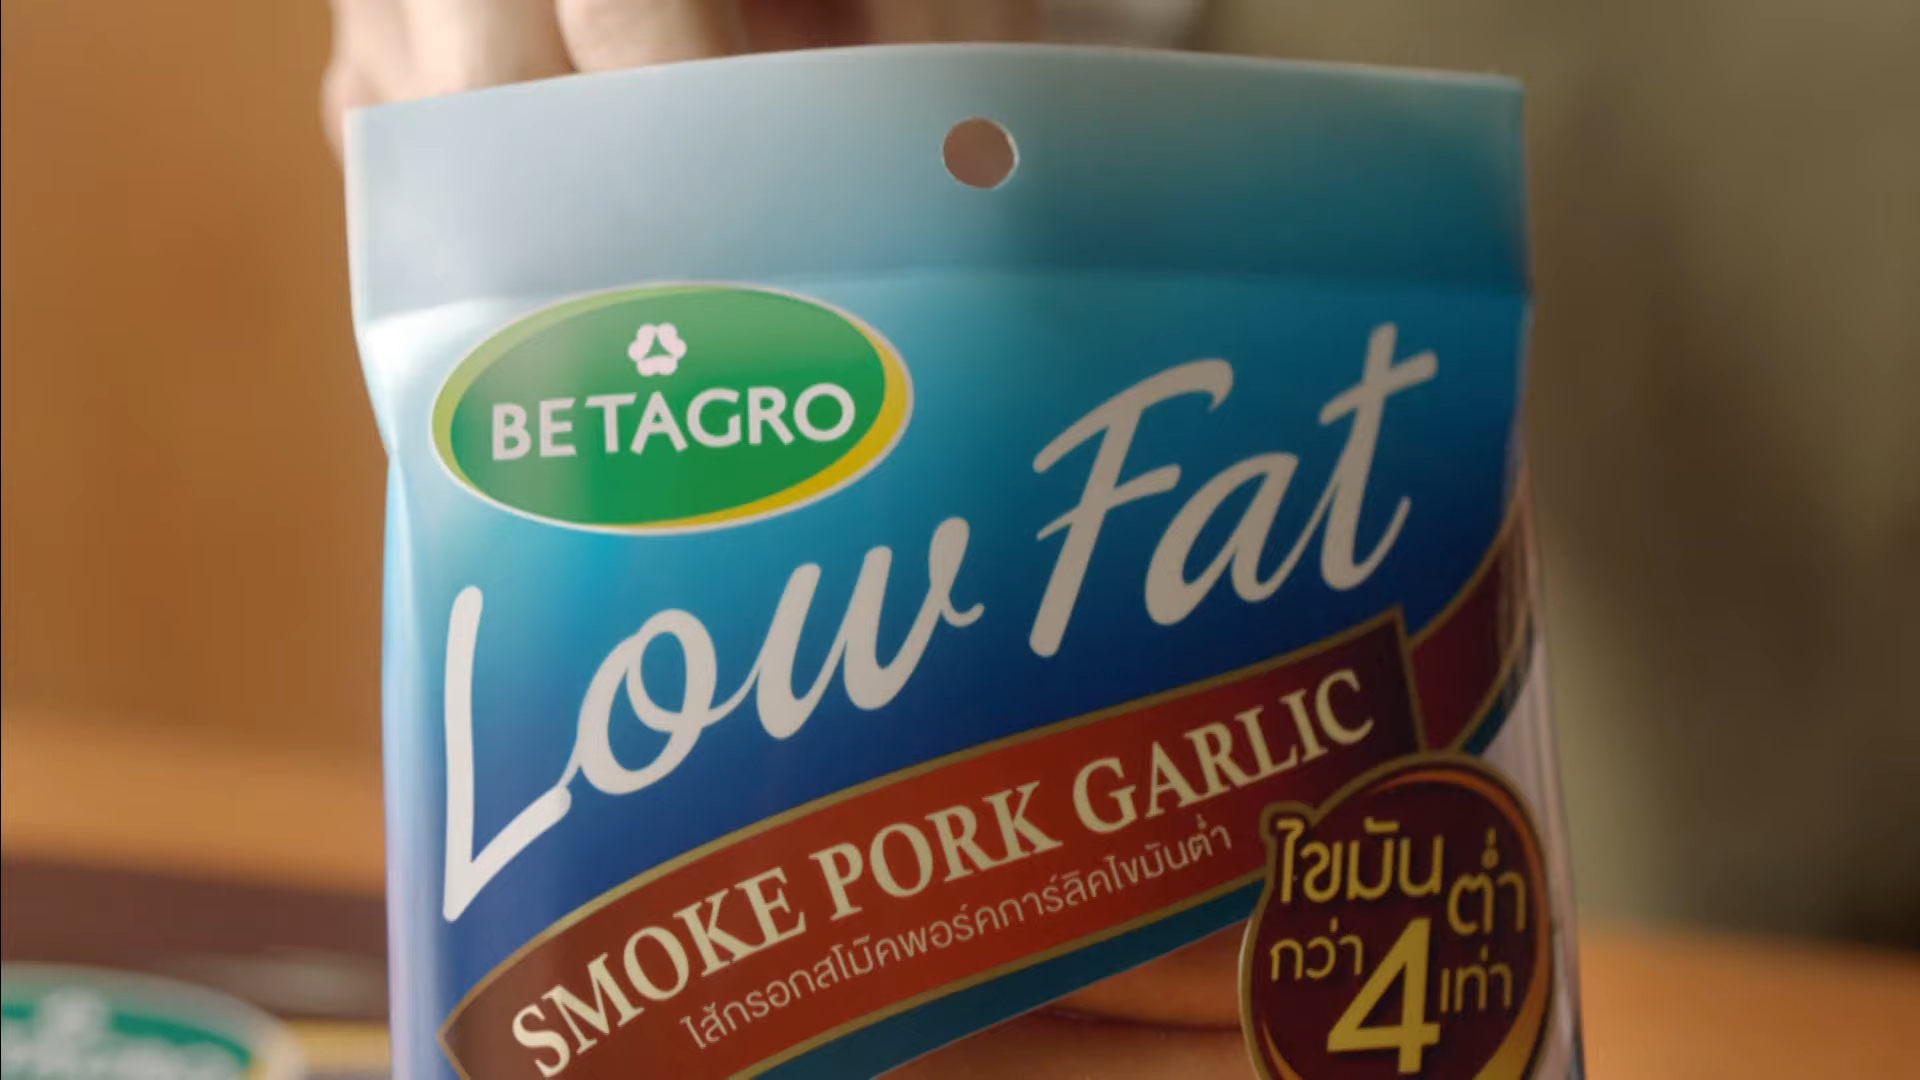 BETAGRO
Low Fat
SMOKE PORK GARLIC
ไส้กรอกสโม๊คพอร์คการ์ลิคไขมันต่ำ
ไขมันต่ำ
กว่า 4 เท่า